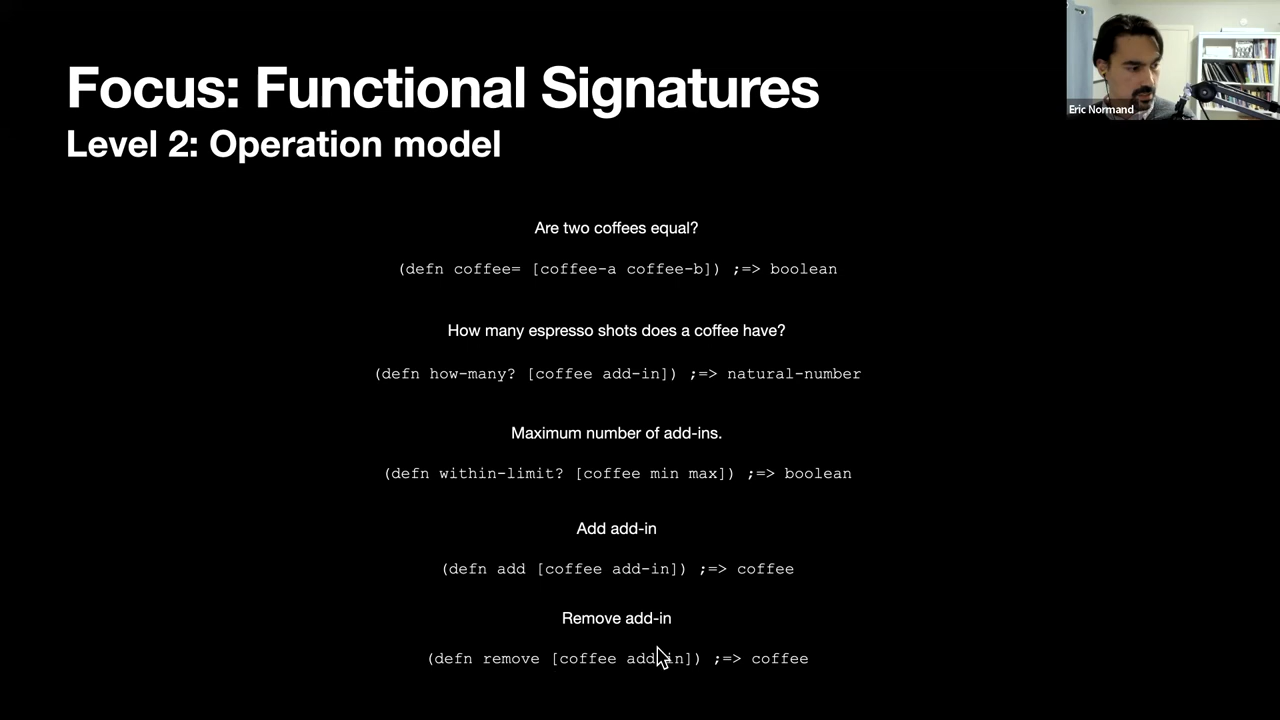 Focus: Functional Signatures
Level 2: Operation model
Eric Normand
Are two coffees equal?
(defn coffee= [coffee-a coffee-b]) ;=> boolean
How many espresso shots does a coffee have?
(defn how-many? [coffee add-in]) ;=> natural-number
Maximum number of add-ins.
(defn within-limit? [coffee min max]) ;=> boolean
Add add-in
(defn add [coffee add-in]) ;=> coffee
Remove add-in
(defn remove [coffee add-in]) ;=> coffee